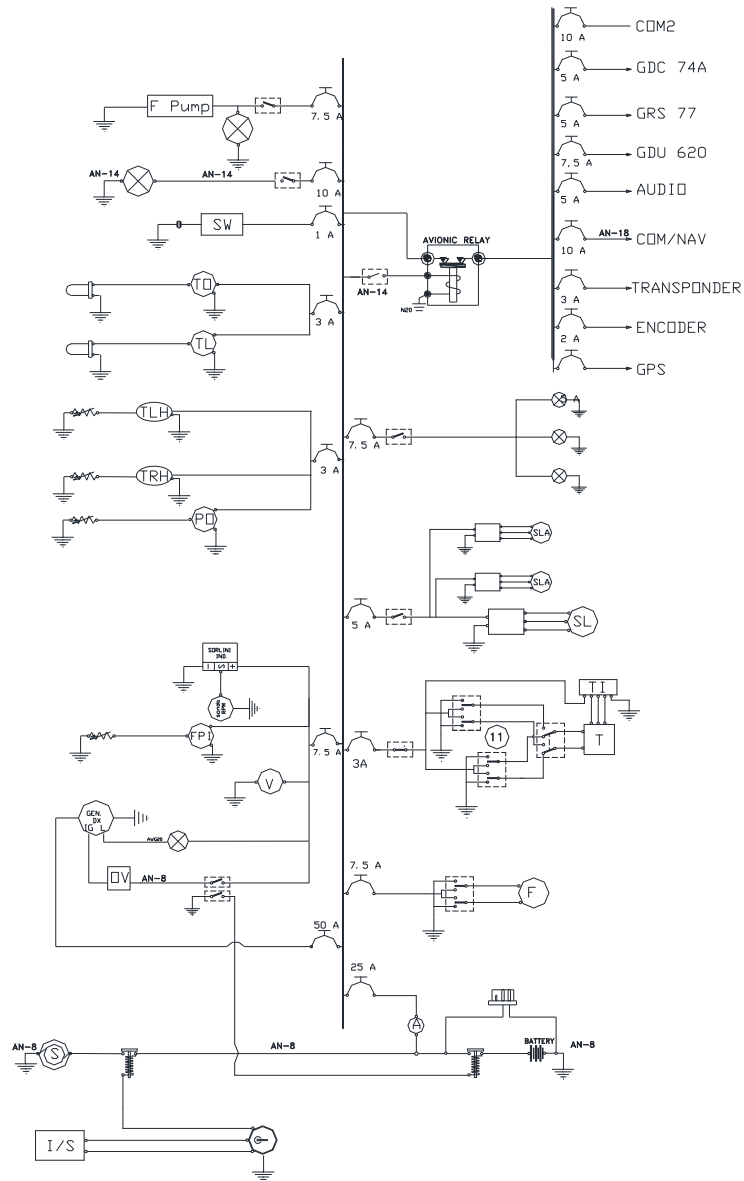 COM2
10 A
GDC 74A
5 A
GRS 77
5 A
GDU 620
7,5 A
AUDIO
5 A
AN-18
COM/NAV
10 A
TRANSPONDER
3 A
ENCODER
2 A
GPS
5 A
F Pump
7.5 A
AN-14
AN-14
10 A
SW
1 A
AVIONIC RELAY
AN-14
N20
TO
3 A
TL
TLH
3 A
TRH
PO
7.5 A
SLA
SLA
5 A
SL
SORLINI
IND.
- S +
SONDA
RPM
FPI
7.5 A
V
3A
11
TI
T
GEN.
DX
IG L
AWG20
OV
AN-8
7.5 A
F
50 A
25 A
A
AN-8
S
AN-8
BATTERY
AN-8
I/S